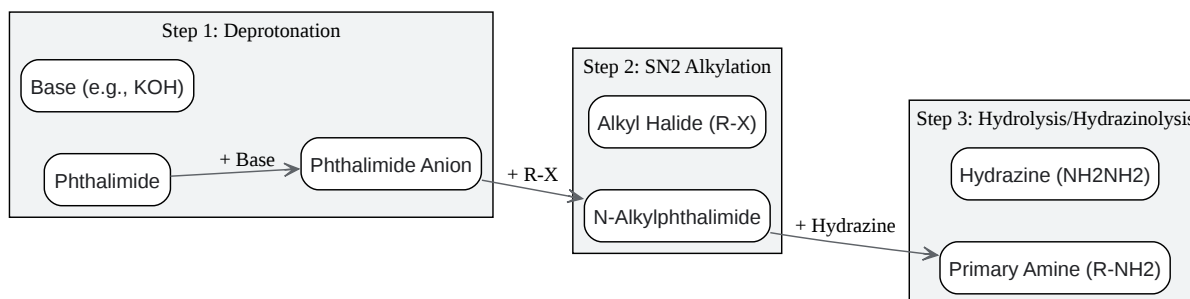 Step 1: Deprotonation
Base (e.g., KOH)
Phthalimide
+ Base
Phthalimide Anion
+ R-X
Step 2: SN2 Alkylation
Alkyl Halide (R-X)
N-Alkylphthalimide
+ Hydrazine
Step 3: Hydrolysis/Hydrazinolysis
Hydrazine (NH2NH2)
Primary Amine (R-NH2)